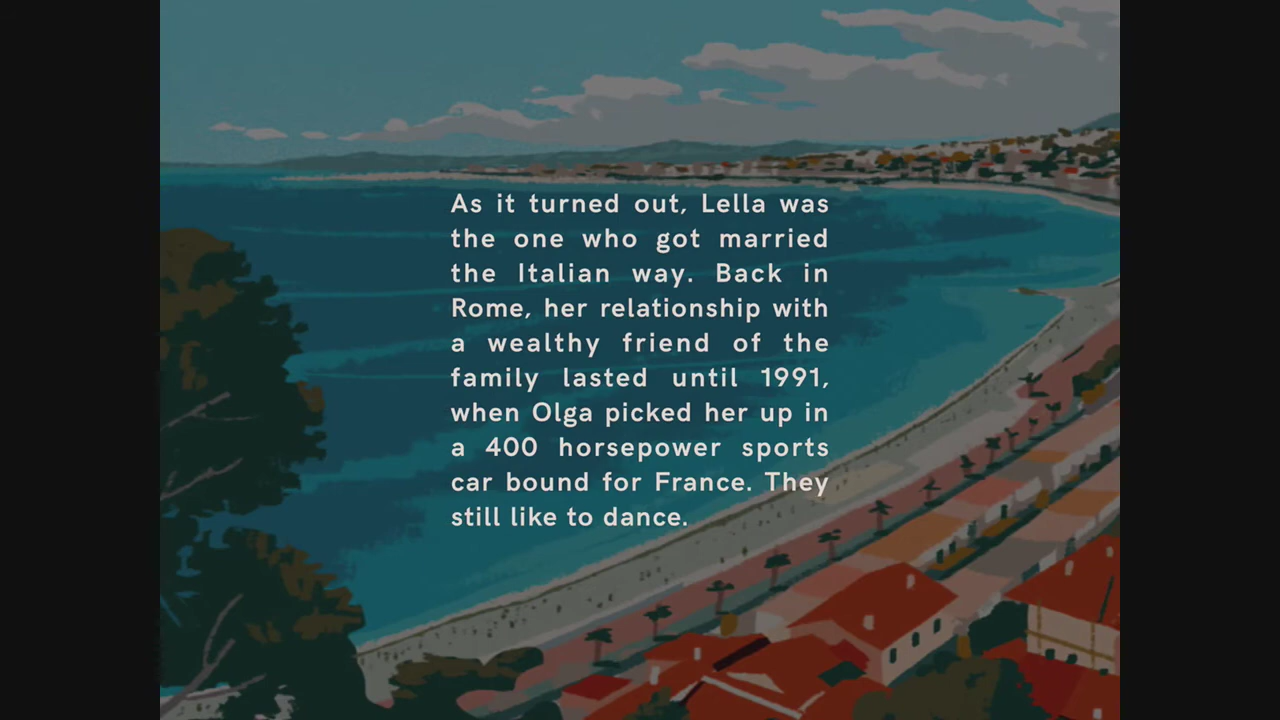 As it turned out, Lella was
the one who got married
the Italian way. Back in
Rome, her relationship with
a wealthy friend of the
family lasted until 1991,
when Olga picked her up in
a 400 horsepower sports
car bound for France. They
still like to dance.